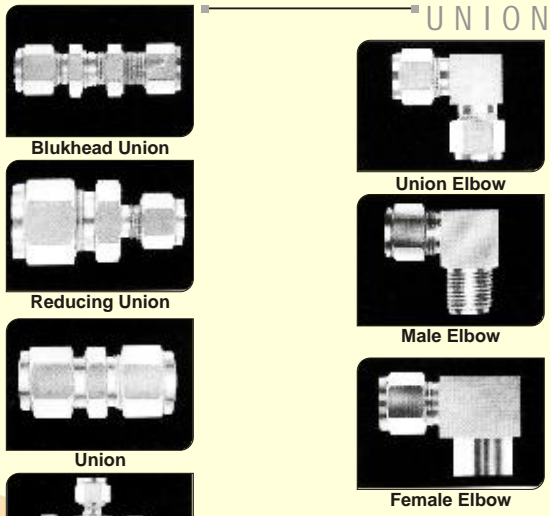 UNION
Blukhead Union
Union Elbow
Reducing Union
Male Elbow
Union
Female Elbow